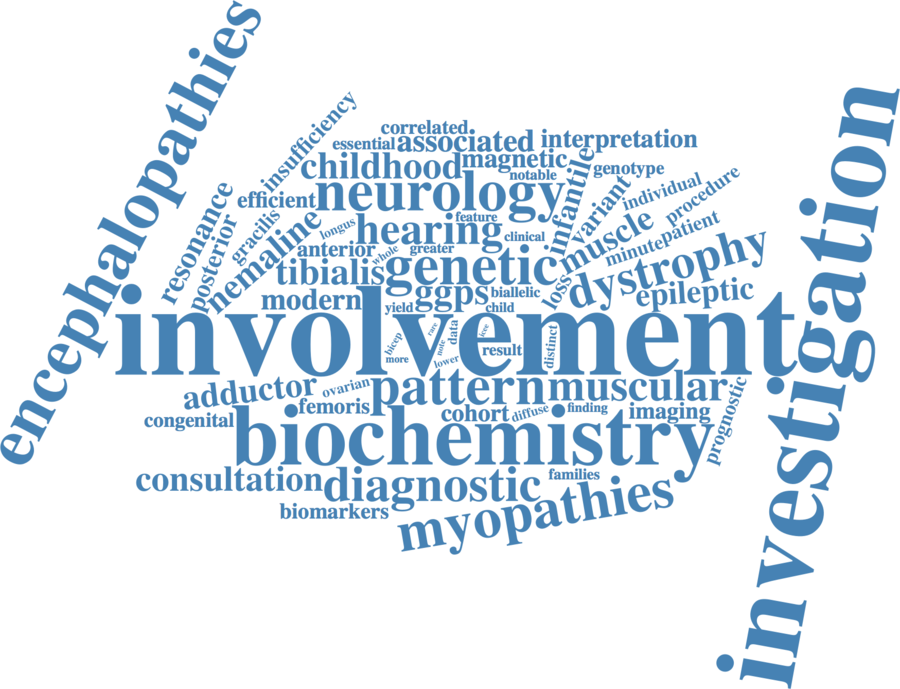 encephalopathies
investigation
insufficiency
correlated
essential
associated
interpretation
childhood
magnetic
notable
genotype
efficient
neurology
infantile
variant
individual
procedure
resonance
posterior
gracilis
nemaline
longus
hearing
feature
clinical
muscle
minute
patient
anterior
whole
greater
tibialis
genetic
loss
dystrophy
modern
yield
ggps
biallelic
child
epileptic
involvement
bicep
more
rare
note
data
lower
result
distinct
adductor
ovarian
pattern
muscular
congenital
femoris
cohort
diffuse
finding
imaging
prognostic
biochemistry
consultation
diagnostic
families
biomarkers
myopathies